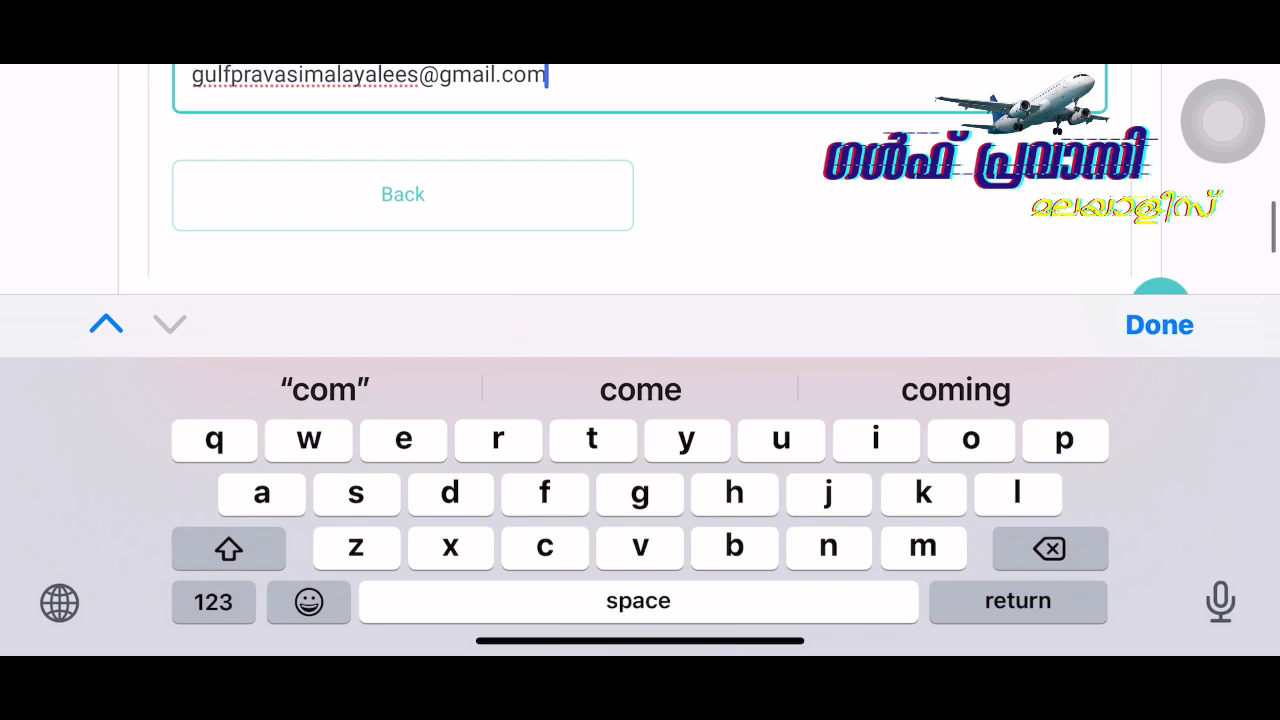 gulfpravasimalayalees@gmail.com
ഗൾഫ് പ്രവാസി
മലയാളീസ്
Back
Done
“com” come coming
q w e r t y u i o p
a s d f g h j k l
z x c v b n m
123 space return